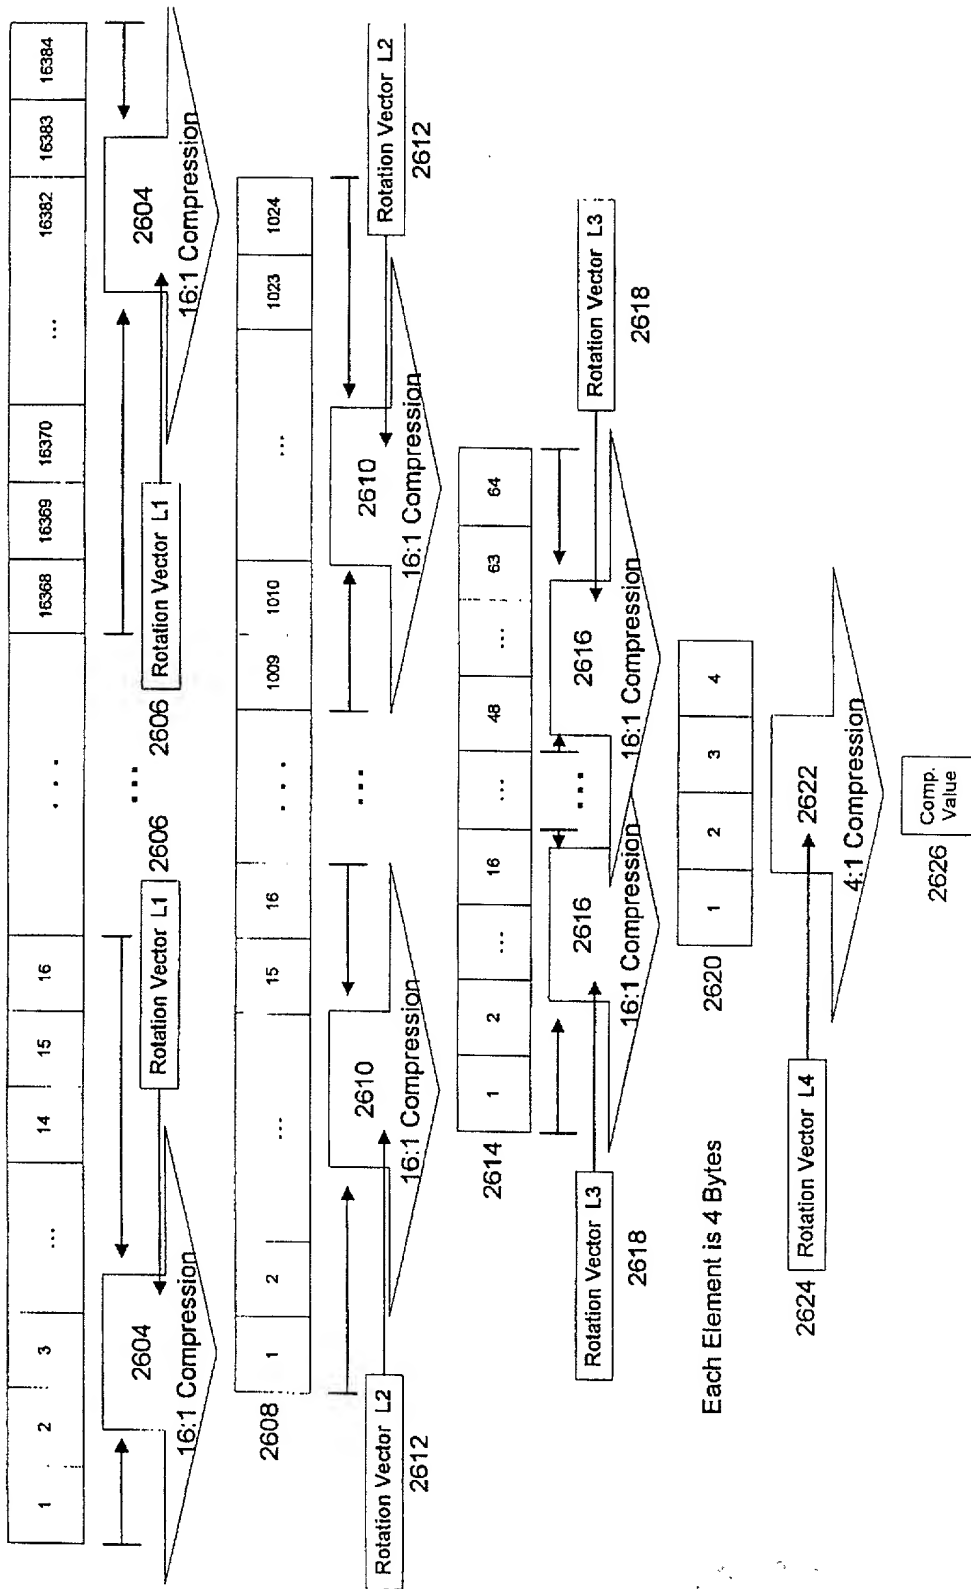 1 2 3 ... 14 15 16 ... 16368 16369 16370 ... 16382 16383 16384
2604
16:1 Compression
Rotation Vector L1
2606
...
2606
Rotation Vector L1
2604
16:1 Compression
2608
1 2 ... 15 16 ... 1009 1010 ... 1023 1024
2612
Rotation Vector L2
2610
16:1 Compression
...
2610
16:1 Compression
Rotation Vector L2
2612
2614
1 2 ... 16 ... 48 ... 63 64
2618
Rotation Vector L3
2616
16:1 Compression
...
2616
16:1 Compression
Rotation Vector L3
2618
2620
1 2 3 4
Each Element is 4 Bytes
2624
Rotation Vector L4
2622
4:1 Compression
2626
Comp.
Value